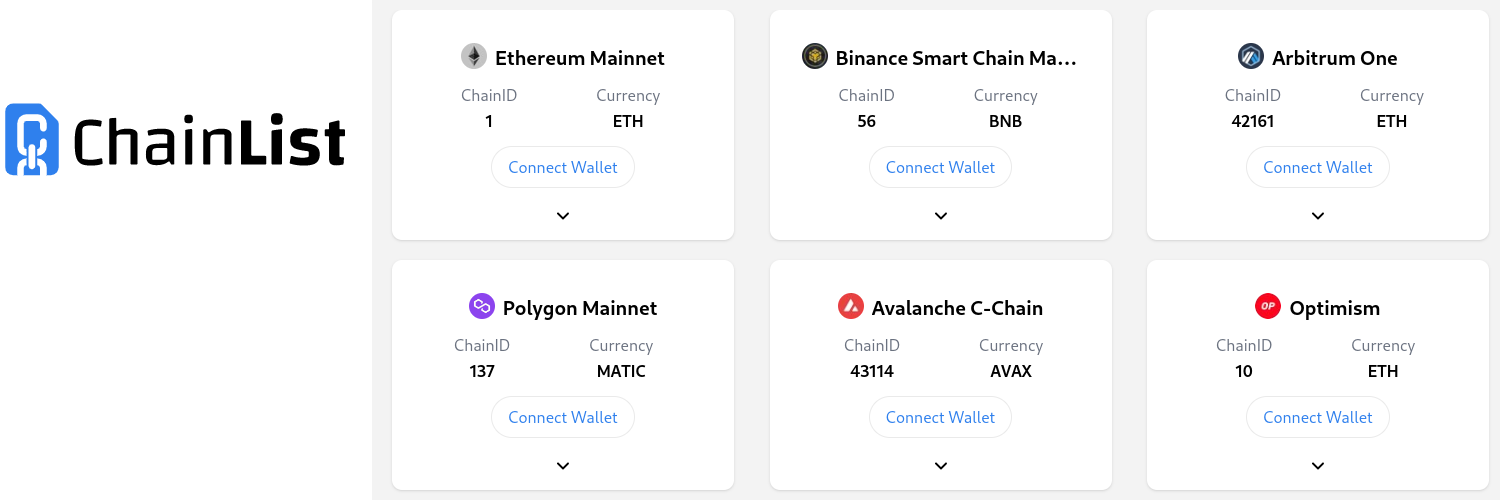 ChainList
Ethereum Mainnet
ChainID Currency
1 ETH
Connect Wallet
Binance Smart Chain Ma...
ChainID Currency
56 BNB
Connect Wallet
Arbitrum One
ChainID Currency
42161 ETH
Connect Wallet
Polygon Mainnet
ChainID Currency
137 MATIC
Connect Wallet
Avalanche C-Chain
ChainID Currency
43114 AVAX
Connect Wallet
OP Optimism
ChainID Currency
10 ETH
Connect Wallet